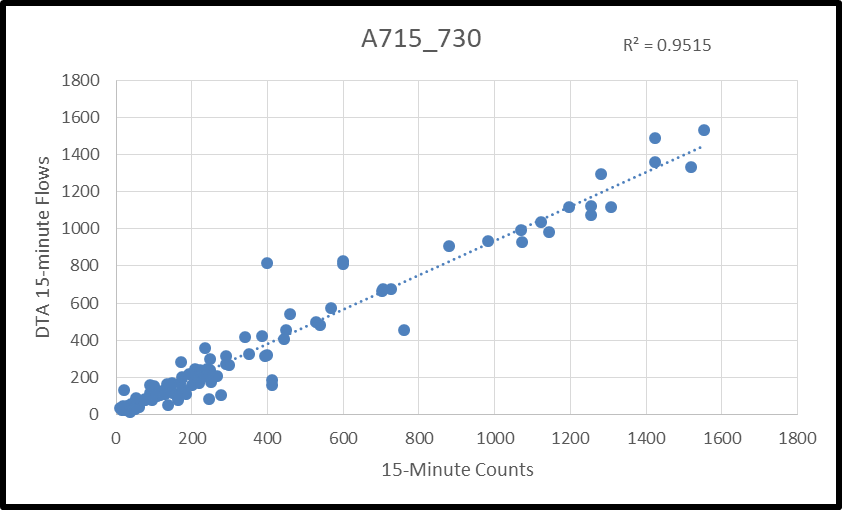 A715_730
R² = 0.9515
1800
1600
1400
1200
1000
800
600
400
200
0
DTA 15-minute Flows
0 200 400 600 800 1000 1200 1400 1600 1800
15-Minute Counts